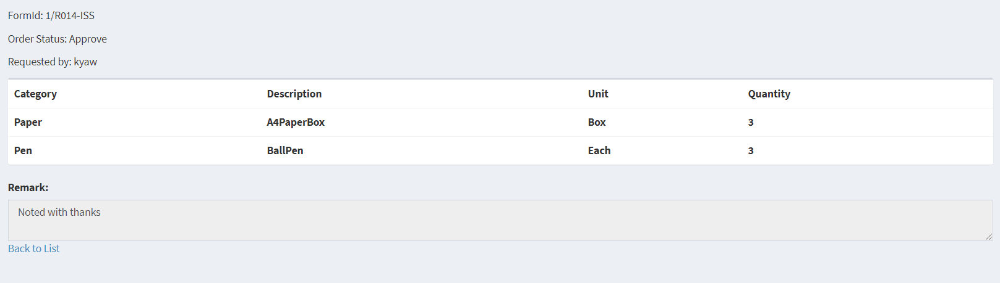 FormId: 1/R014-ISS
Order Status: Approve
Requested by: kyaw
Category Description Unit Quantity
Paper A4PaperBox Box 3
Pen BallPen Each 3
Remark:
Noted with thanks
Back to List